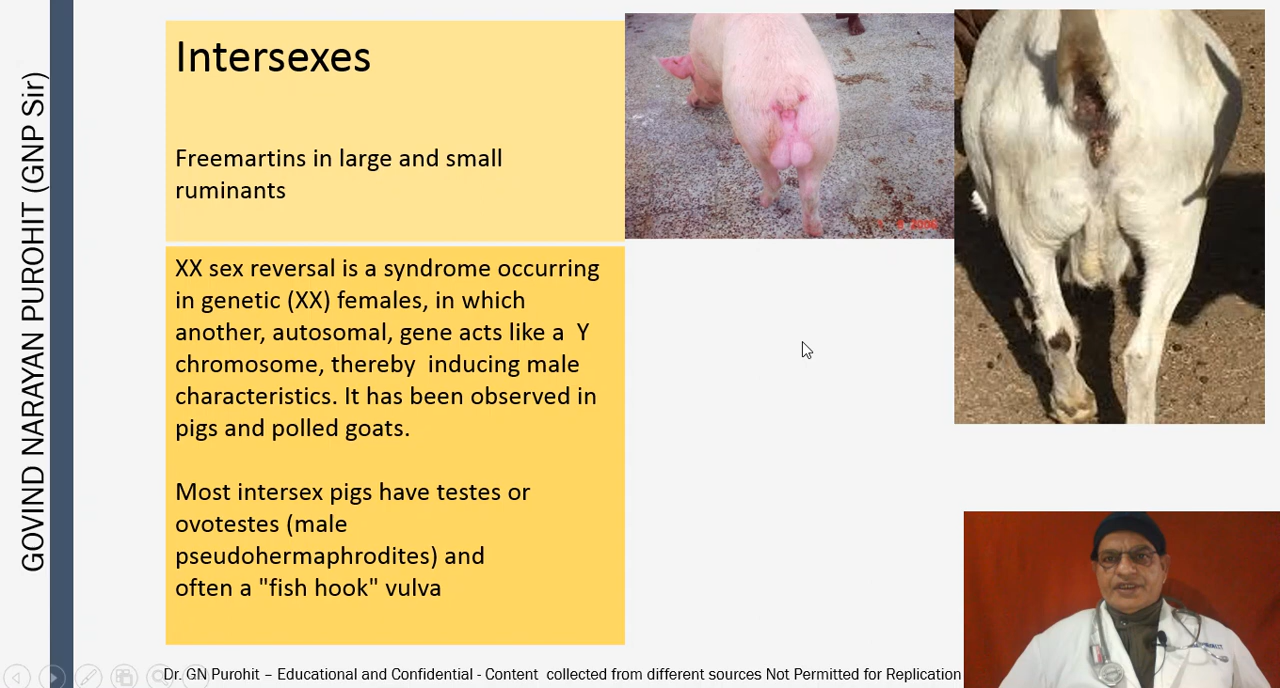 GOVIND NARAYAN PUROHIT (GNP Sir)
Intersexes
Freemartins in large and small
ruminants
XX sex reversal is a syndrome occurring
in genetic (XX) females, in which
another, autosomal, gene acts like a Y
chromosome, thereby inducing male
characteristics. It has been observed in
pigs and polled goats.
Most intersex pigs have testes or
ovotestes (male
pseudohermaphrodites) and
often a "fish hook" vulva
Dr. GN Purohit – Educational and Confidential - Content collected from different sources Not Permitted for Replication